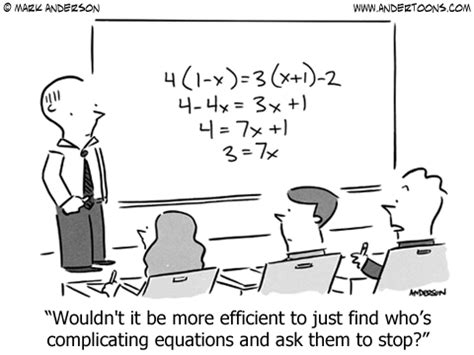 © MARK ANDERSON
WWW.ANDERTOONS.COM
4(1-x)=3(x+1)-2
4-4x = 3x +1
4 = 7x +1
3 = 7x
ANDERSON
"Wouldn't it be more efficient to just find who's
complicating equations and ask them to stop?"